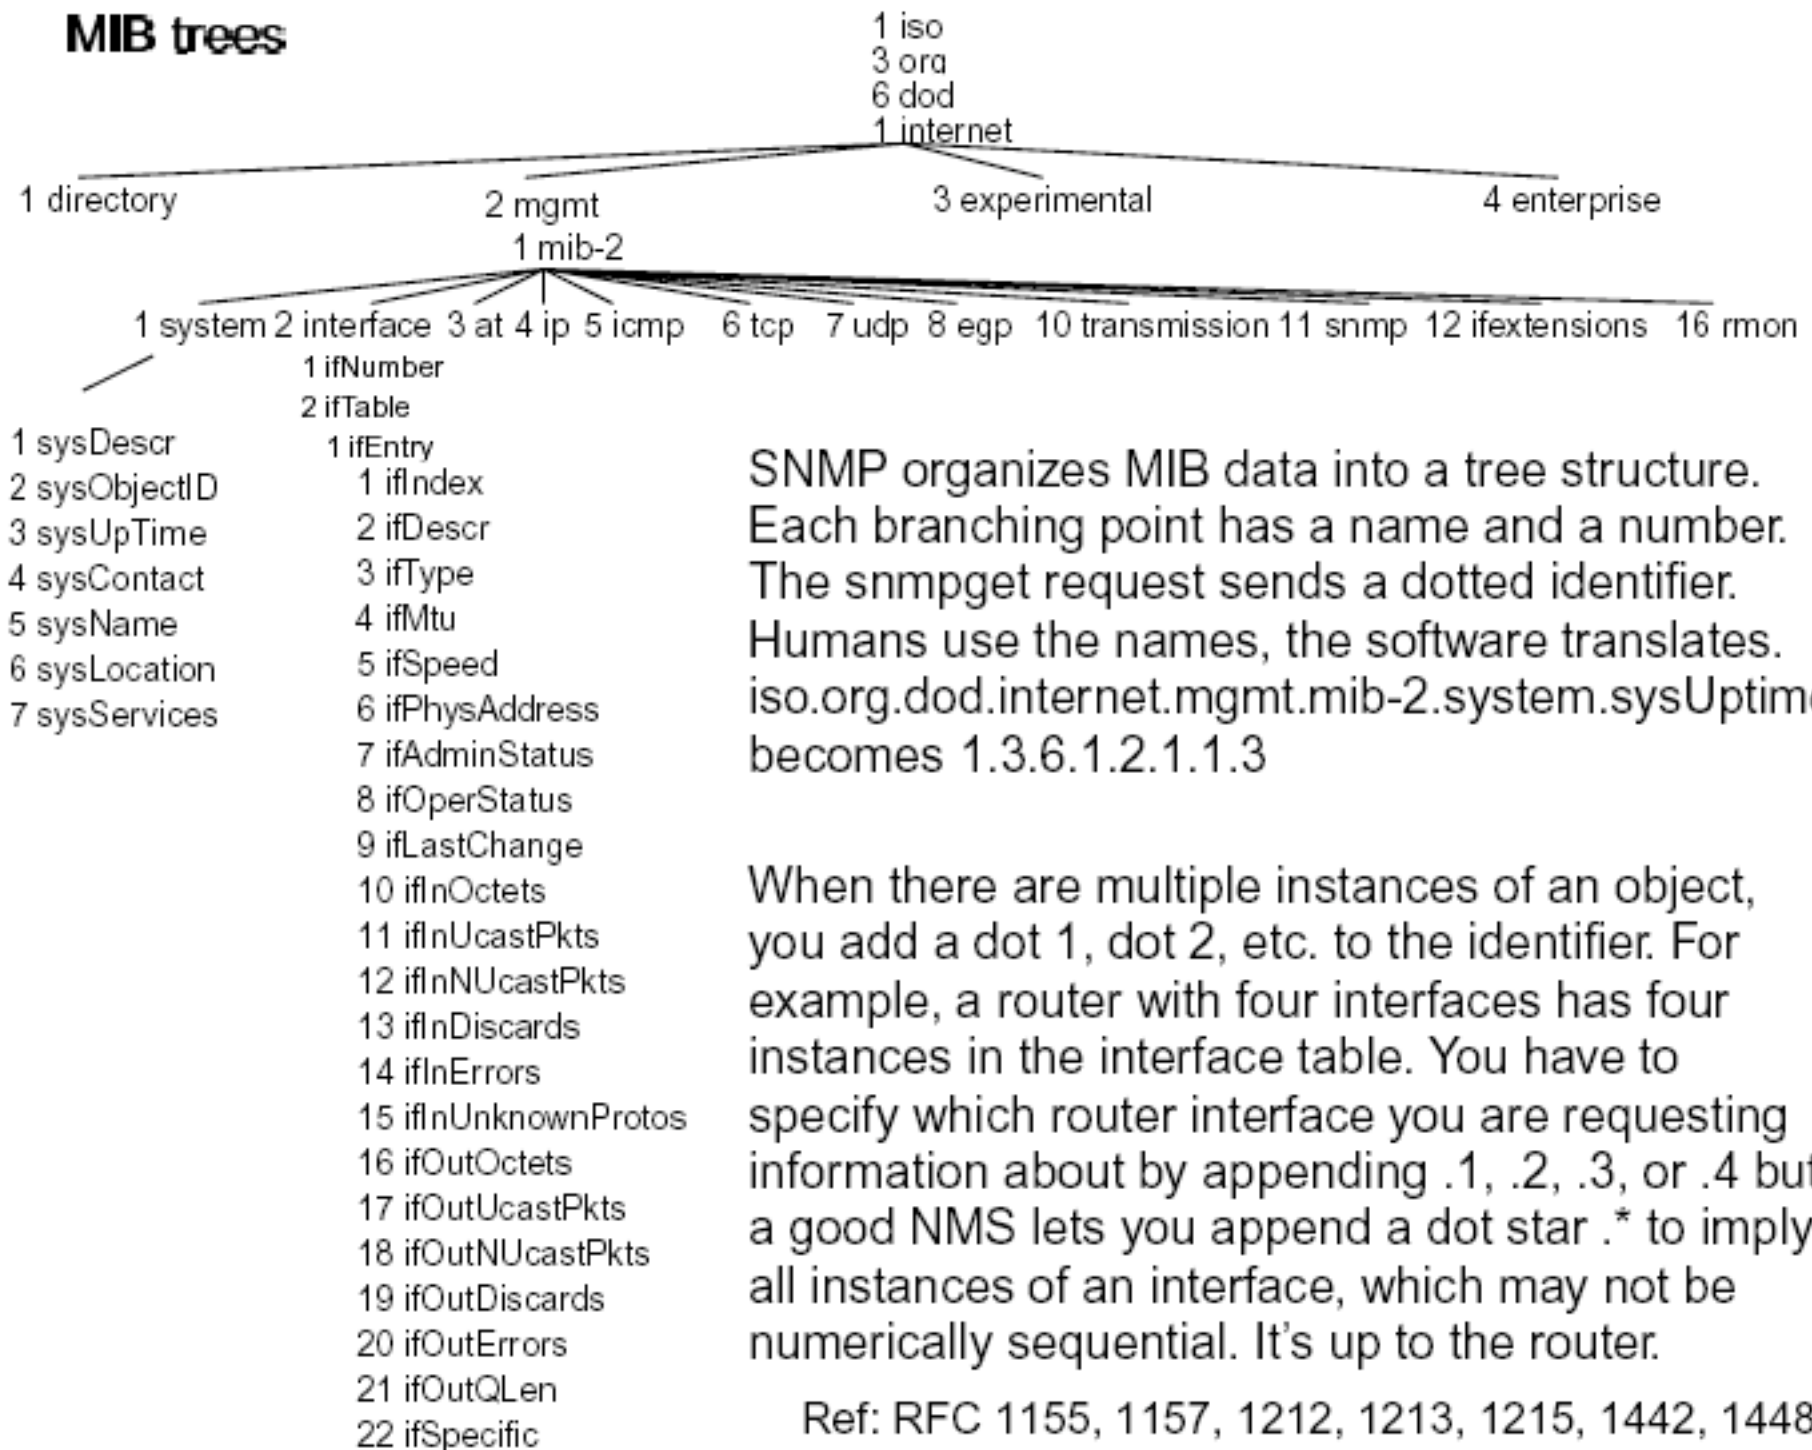 MIB trees
1 iso
3 org
6 dod
1 internet
1 directory 2 mgmt 3 experimental 4 enterprise
1 mib-2
1 system 2 interface 3 at 4 ip 5 icmp 6 tcp 7 udp 8 egp 10 transmission 11 snmp 12 ifextensions 16 rmon
1 sysDescr
2 sysObjectID
3 sysUpTime
4 sysContact
5 sysName
6 sysLocation
7 sysServices
1 ifNumber
2 ifTable
1 ifEntry
1 ifIndex
2 ifDescr
3 ifType
4 ifMtu
5 ifSpeed
6 ifPhysAddress
7 ifAdminStatus
8 ifOperStatus
9 ifLastChange
10 ifInOctets
11 ifInUcastPkts
12 ifInNUcastPkts
13 ifInDiscards
14 ifInErrors
15 ifInUnknownProtos
16 ifOutOctets
17 ifOutUcastPkts
18 ifOutNUcastPkts
19 ifOutDiscards
20 ifOutErrors
21 ifOutQLen
22 ifSpecific
SNMP organizes MIB data into a tree structure.
Each branching point has a name and a number.
The snmpget request sends a dotted identifier.
Humans use the names, the software translates.
iso.org.dod.internet.mgmt.mib-2.system.sysUptime
becomes 1.3.6.1.2.1.1.3
When there are multiple instances of an object,
you add a dot 1, dot 2, etc. to the identifier. For
example, a router with four interfaces has four
instances in the interface table. You have to
specify which router interface you are requesting
information about by appending .1, .2, .3, or .4 but
a good NMS lets you append a dot star .* to imply
all instances of an interface, which may not be
numerically sequential. It's up to the router.
Ref: RFC 1155, 1157, 1212, 1213, 1215, 1442, 1448